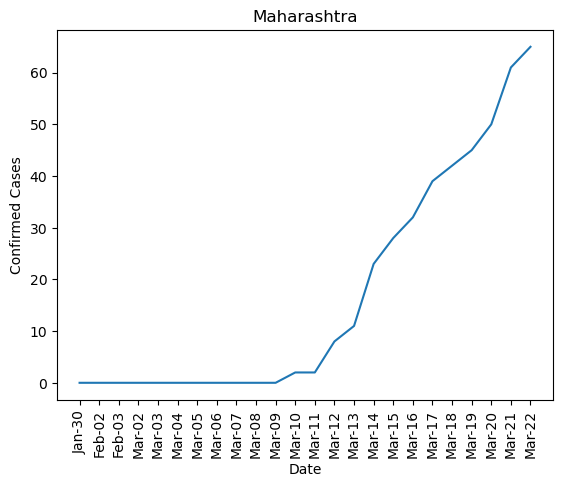 Maharashtra
Confirmed Cases
60
50
40
30
20
10
0
Jan-30
Feb-02
Feb-03
Mar-02
Mar-03
Mar-04
Mar-05
Mar-06
Mar-07
Mar-08
Mar-09
Mar-10
Mar-11
Mar-12
Mar-13
Mar-14
Mar-15
Mar-16
Mar-17
Mar-18
Mar-19
Mar-20
Mar-21
Mar-22
Date